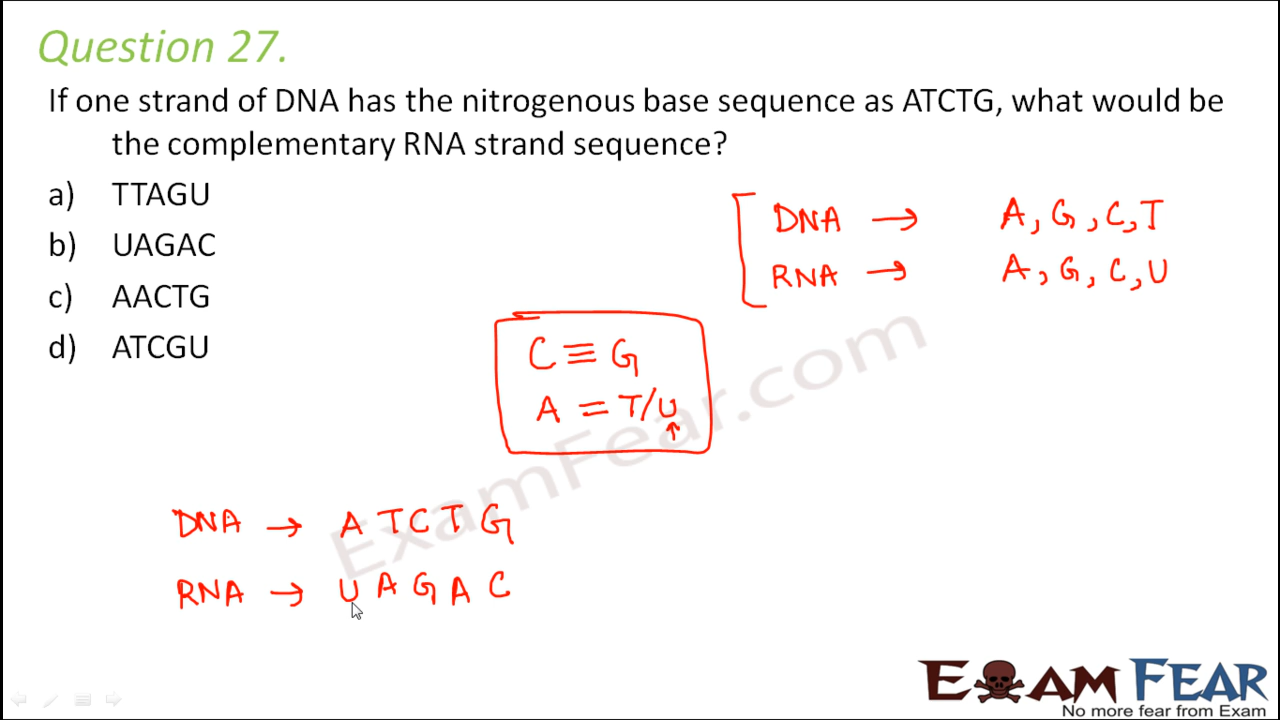 Question 27.
If one strand of DNA has the nitrogenous base sequence as ATCTG, what would be
the complementary RNA strand sequence?
a) TTAGU
b) UAGAC
c) AACTG
d) ATCGU
DNA → A, G, C, T
RNA → A, G, C, U
C ≡ G
A = T/U
↑
DNA → A T C T G
RNA → U A G A C
ExamFear.com
EXAM FEAR
No more fear from Exam